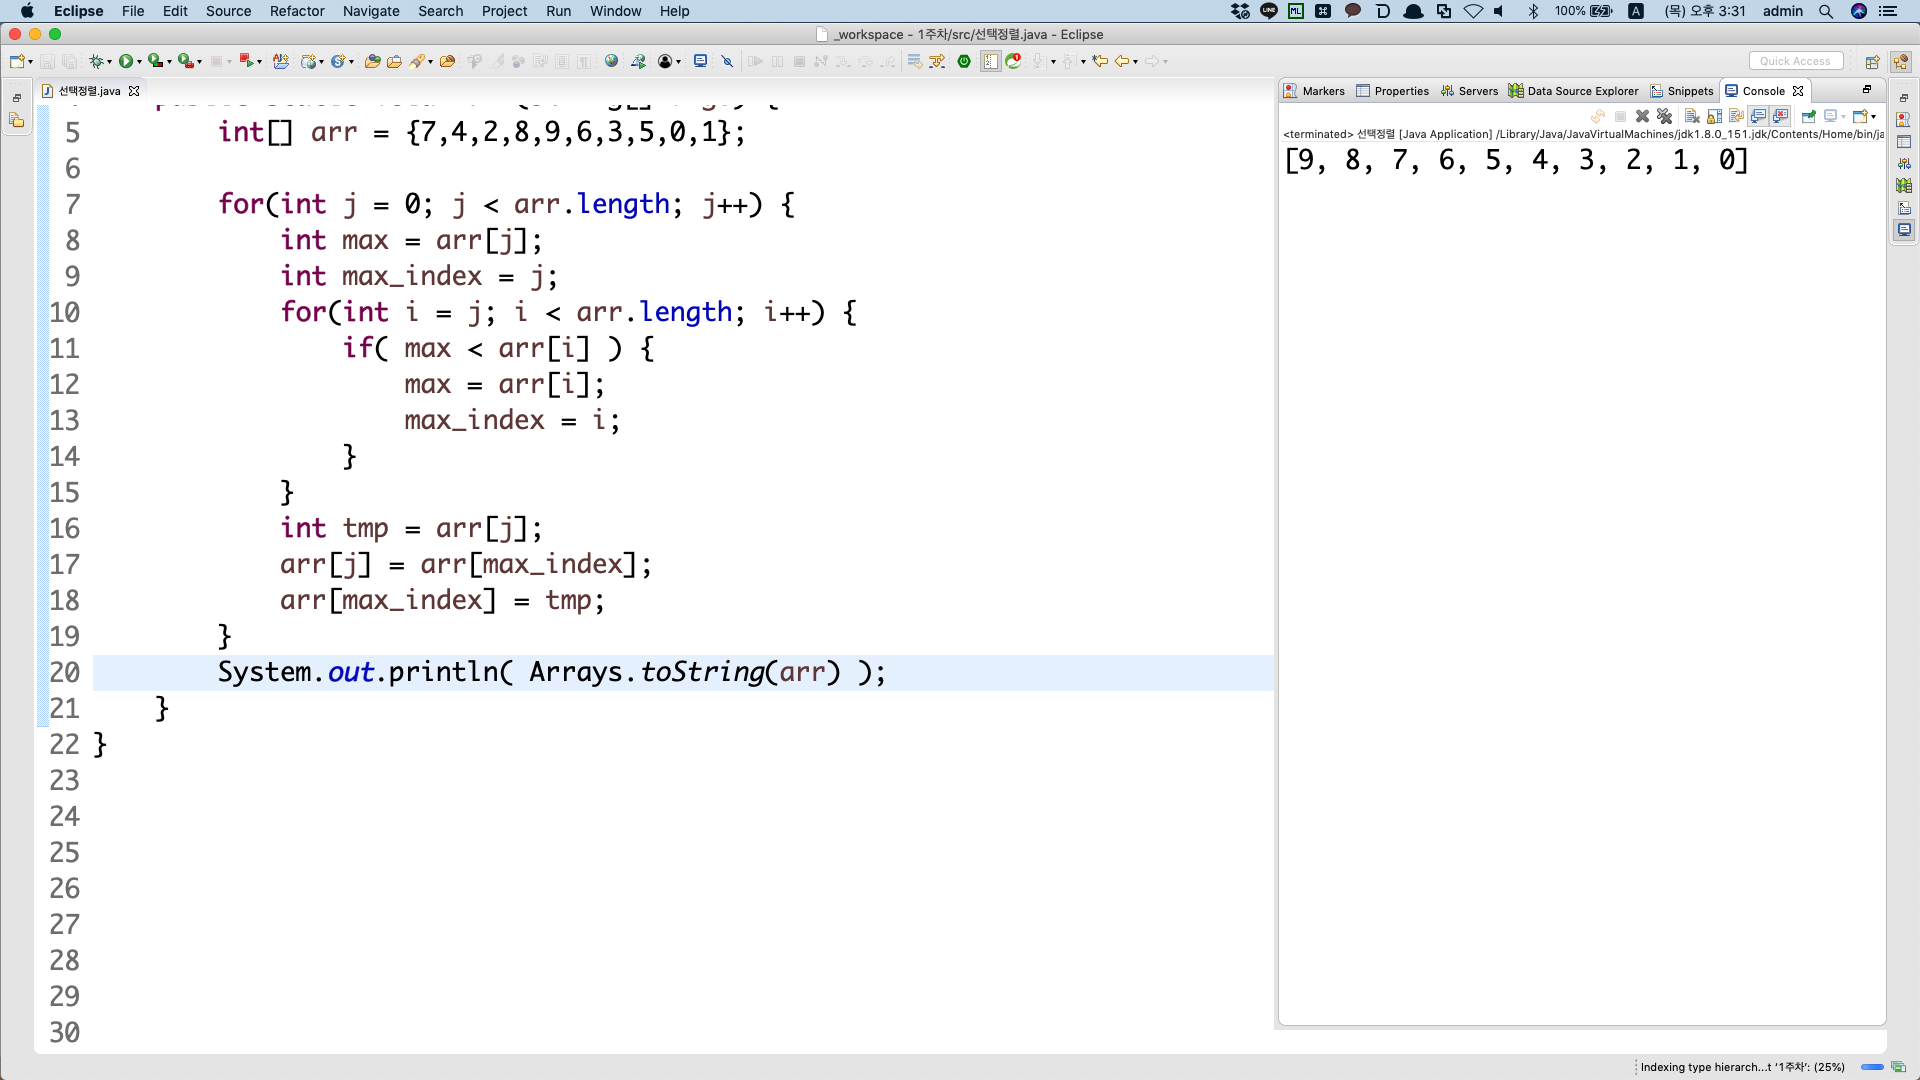 Eclipse File Edit Source Refactor Navigate Search Project Run Window Help 100% (목) 오후 3:31 admin
_workspace - 1주차/src/선택정렬.java - Eclipse
Quick Access
선택정렬.java
5 int[] arr = {7,4,2,8,9,6,3,5,0,1};
6
7 for(int j = 0; j < arr.length; j++) {
8 int max = arr[j];
9 int max_index = j;
10 for(int i = j; i < arr.length; i++) {
11 if( max < arr[i] ) {
12 max = arr[i];
13 max_index = i;
14 }
15 }
16 int tmp = arr[j];
17 arr[j] = arr[max_index];
18 arr[max_index] = tmp;
19 }
20 System.out.println( Arrays.toString(arr) );
21 }
22 }
23
24
25
26
27
28
29
30
Markers Properties Servers Data Source Explorer Snippets Console
<terminated> 선택정렬 [Java Application] /Library/Java/JavaVirtualMachines/jdk1.8.0_151.jdk/Contents/Home/bin/ja
[9, 8, 7, 6, 5, 4, 3, 2, 1, 0]
Indexing type hierarch...t '1주차': (25%)